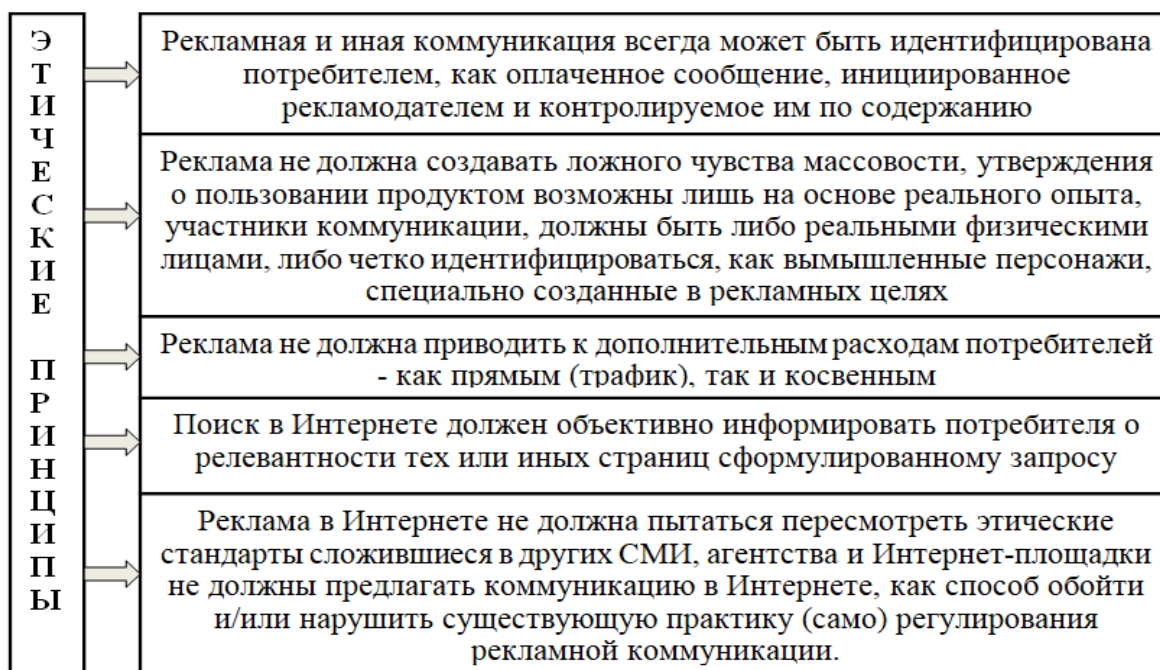 ЭТИЧЕСКИЕ ПРИНЦИПЫ
Рекламная и иная коммуникация всегда может быть идентифицирована
потребителем, как оплаченное сообщение, инициированное
рекламодателем и контролируемое им по содержанию
Реклама не должна создавать ложного чувства массовости, утверждения
о пользовании продуктом возможны лишь на основе реального опыта,
участники коммуникации, должны быть либо реальными физическими
лицами, либо четко идентифицироваться, как вымышленные персонажи,
специально созданные в рекламных целях
Реклама не должна приводить к дополнительным расходам потребителей
- как прямым (трафик), так и косвенным
Поиск в Интернете должен объективно информировать потребителя о
релевантности тех или иных страниц сформулированному запросу
Реклама в Интернете не должна пытаться пересмотреть этические
стандарты сложившиеся в других СМИ, агентства и Интернет-площадки
не должны предлагать коммуникацию в Интернете, как способ обойти
и/или нарушить существующую практику (само) регулирования
рекламной коммуникации.